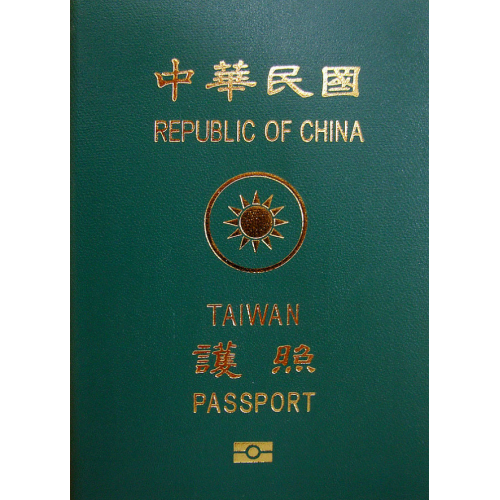 中華民國
REPUBLIC OF CHINA
TAIWAN
護照
PASSPORT